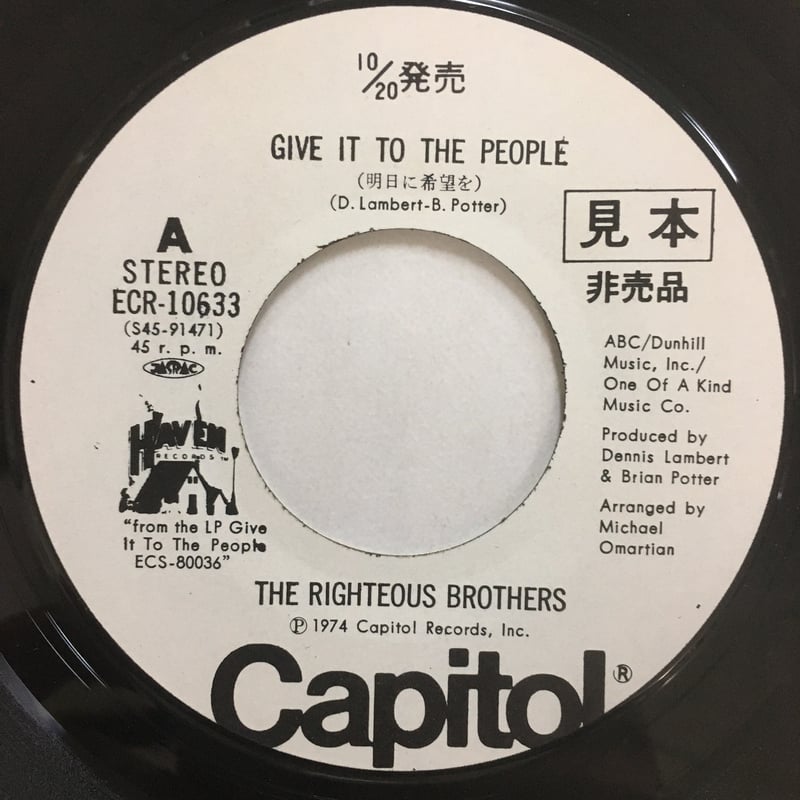 10/20発売
GIVE IT TO THE PEOPLE
(明日に希望を)
(D. Lambert-B. Potter)
A
STEREO
ECR-10633
(S45-91471)
45 r. p. m.
JASRAC
HEAVEN
RECORDS™
"from the LP Give
It To The People
ECS-80036"
見本
非売品
ABC/Dunhill
Music, Inc./
One Of A Kind
Music Co.
Produced by
Dennis Lambert
& Brian Potter
Arranged by
Michael
Omartian
THE RIGHTEOUS BROTHERS
Ⓟ 1974 Capitol Records, Inc.
Capitol®